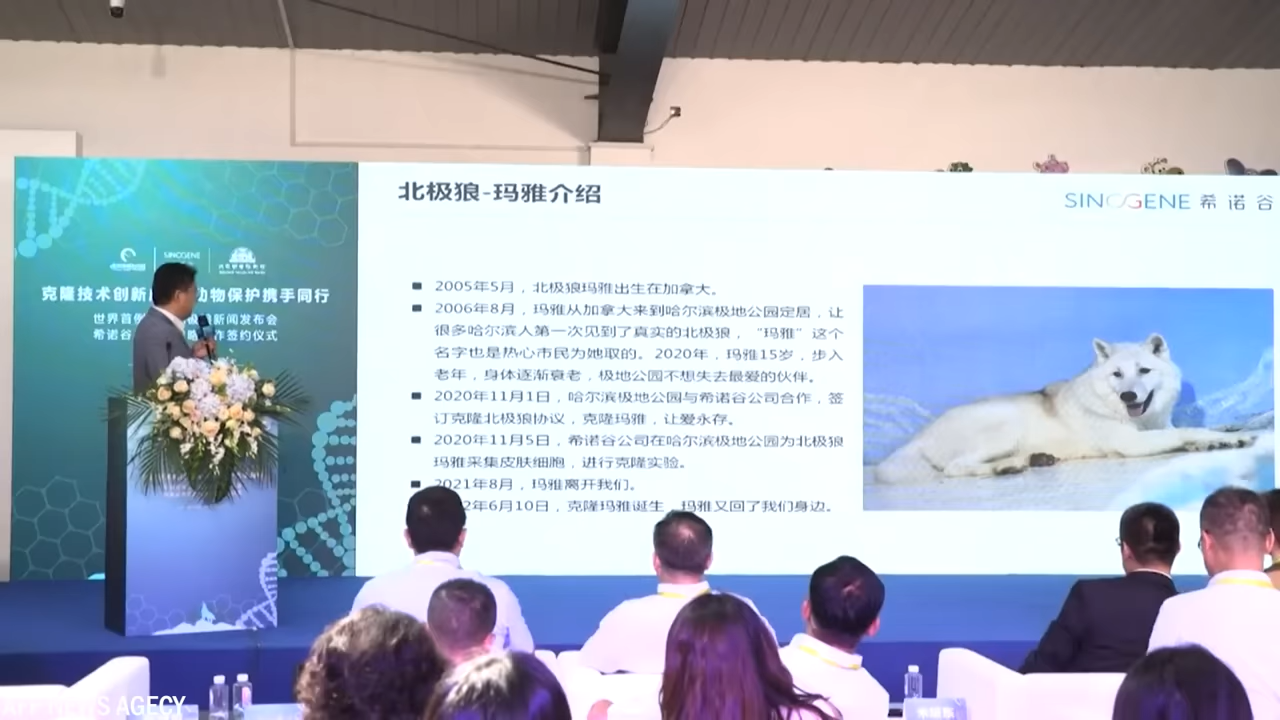 北极狼-玛雅介绍
SINOGENE 希诺谷
SINOGENE
克隆技术创新 动物保护携手同行
世界首例 新闻发布会
希诺谷 作签约仪式
2005年5月，北极狼玛雅出生在加拿大。
2006年8月，玛雅从加拿大来到哈尔滨极地公园定居，让
很多哈尔滨人第一次见到了真实的北极狼，“玛雅”这个
名字也是热心市民为她取的。2020年，玛雅15岁，步入
老年，身体逐渐衰老，极地公园不想失去最爱的伙伴。
2020年11月1日，哈尔滨极地公园与希诺谷公司合作，签
订克隆北极狼协议，克隆玛雅，让爱永存。
2020年11月5日，希诺谷公司在哈尔滨极地公园为北极狼
玛雅采集皮肤细胞，进行克隆实验。
2021年8月，玛雅离开我们。
2年6月10日，克隆玛雅诞生，玛雅又回了我们身边。
NEWS AGECY